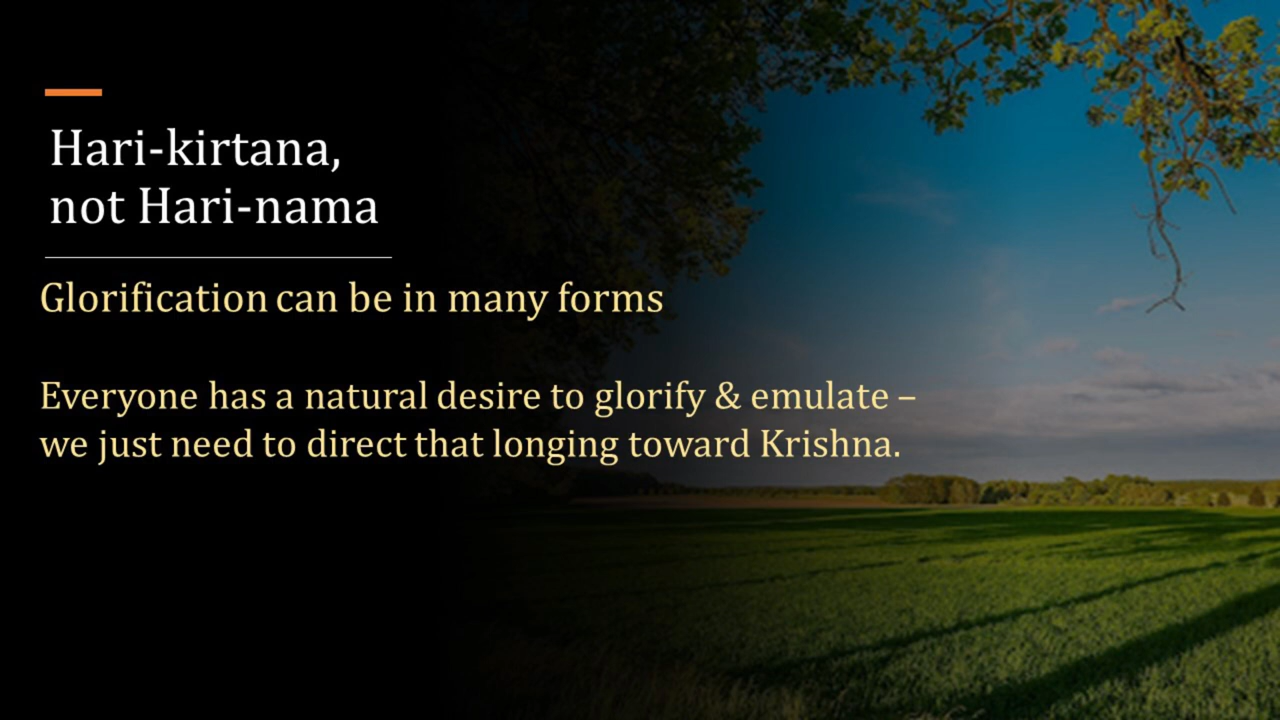 Hari-kirtana,
not Hari-nama
Glorification can be in many forms
Everyone has a natural desire to glorify & emulate –
we just need to direct that longing toward Krishna.